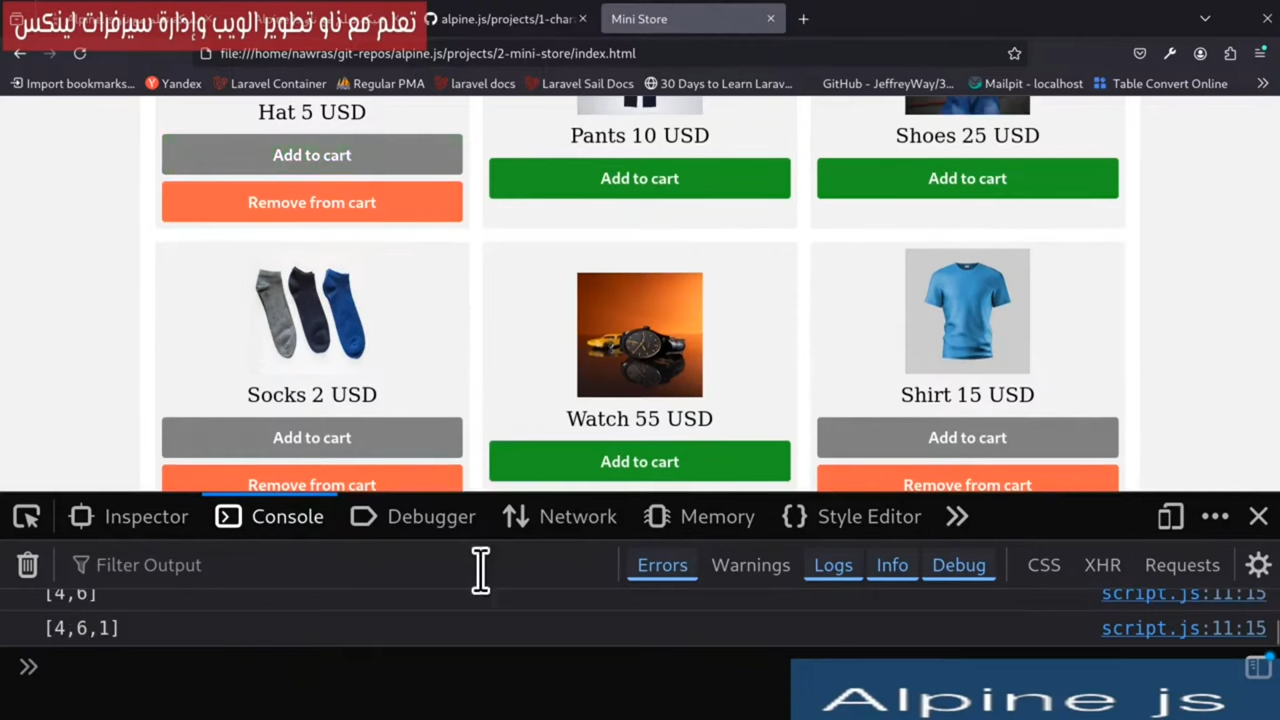 تعلم مع ناو تطوير الويب وإدارة سيرفرات لينكس
alpine.js/projects/1-char
Mini Store
file:///home/nawras/git-repos/alpine.js/projects/2-mini-store/index.html
Import bookmarks...
Yandex
Laravel Container
Regular PMA
laravel docs
Laravel Sail Docs
30 Days to Learn Larav...
GitHub - JeffreyWay/3...
Mailpit - localhost
Table Convert Online
Hat 5 USD
Pants 10 USD
Shoes 25 USD
Add to cart
Add to cart
Add to cart
Remove from cart
Socks 2 USD
Watch 55 USD
Shirt 15 USD
Add to cart
Add to cart
Add to cart
Remove from cart
Remove from cart
Inspector
Console
Debugger
Network
Memory
Style Editor
Filter Output
Errors
Warnings
Logs
Info
Debug
CSS
XHR
Requests
[4,6]
script.js:11:15
[4,6,1]
script.js:11:15
Alpine js